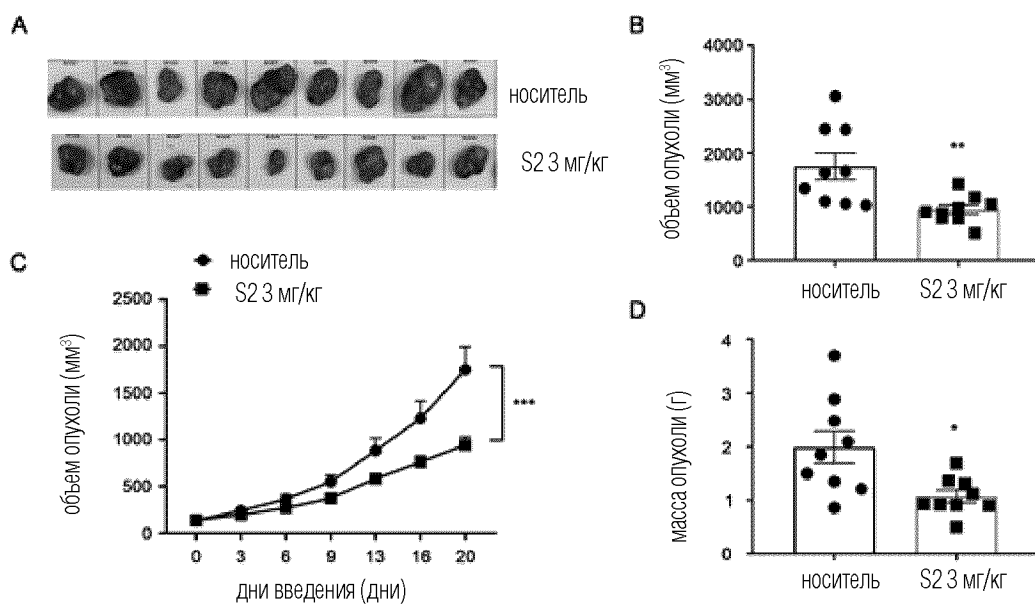 A
носитель
S2 3 мг/кг
B
объем опухоли (мм³)
4000
3000
2000
1000
0
**
носитель
S2 3 мг/кг
C
носитель
S2 3 мг/кг
объем опухоли (мм³)
2500
2000
1500
1000
500
0
***
0 3 6 9 13 16 20
дни введения (дни)
D
масса опухоли (г)
4
3
2
1
0
*
носитель
S2 3 мг/кг